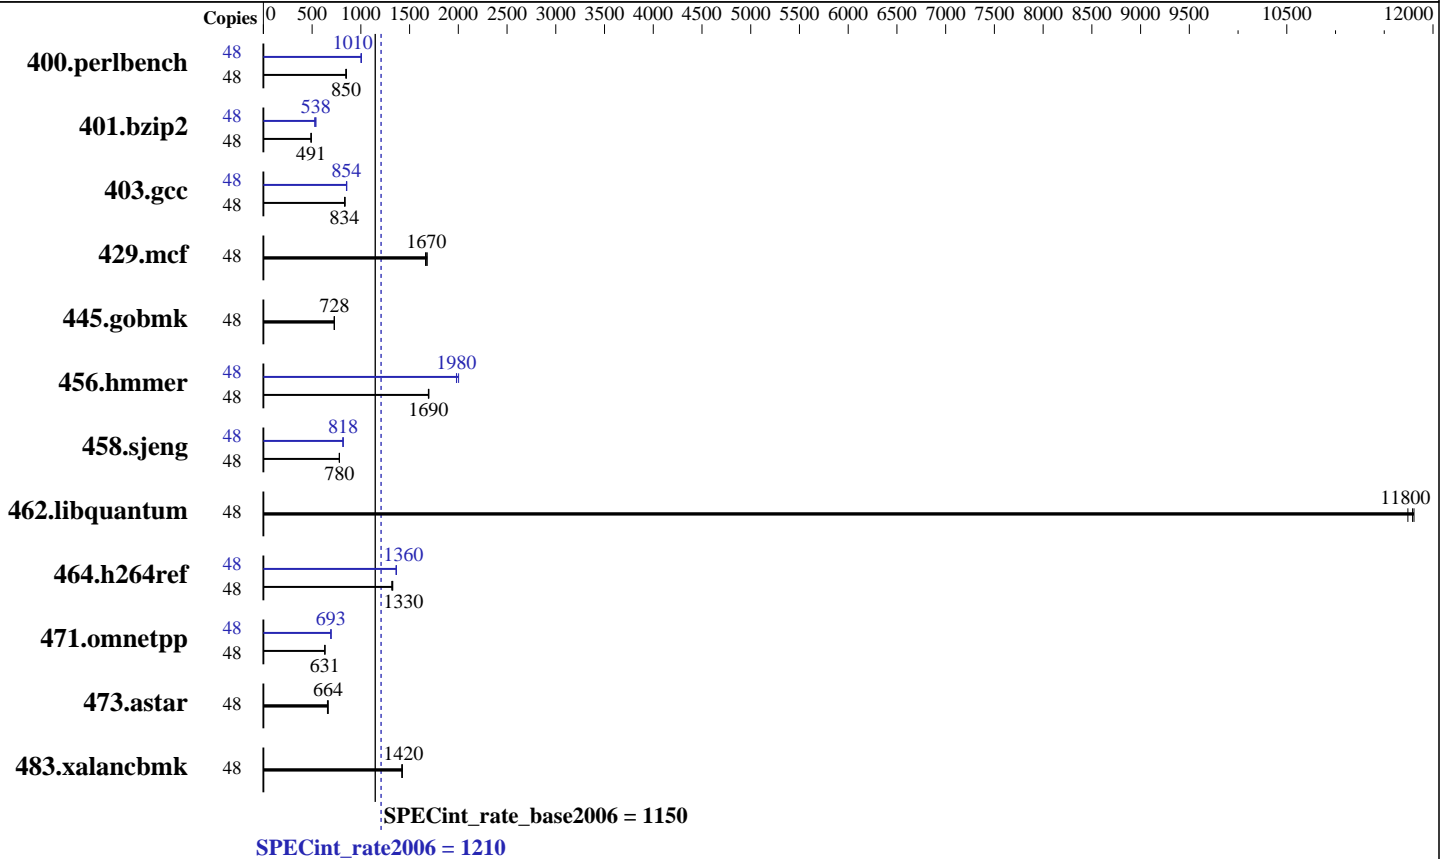 Copies 0 500 1000 1500 2000 2500 3000 3500 4000 4500 5000 5500 6000 6500 7000 7500 8000 8500 9000 9500 10500 12000
400.perlbench 48 1010
48 850
401.bzip2 48 538
48 491
403.gcc 48 854
48 834
429.mcf 48 1670
445.gobmk 48 728
456.hmmer 48 1980
48 1690
458.sjeng 48 818
48 780
462.libquantum 48 11800
464.h264ref 48 1360
48 1330
471.omnetpp 48 693
48 631
473.astar 48 664
483.xalancbmk 48 1420
SPECint_rate_base2006 = 1150
SPECint_rate2006 = 1210